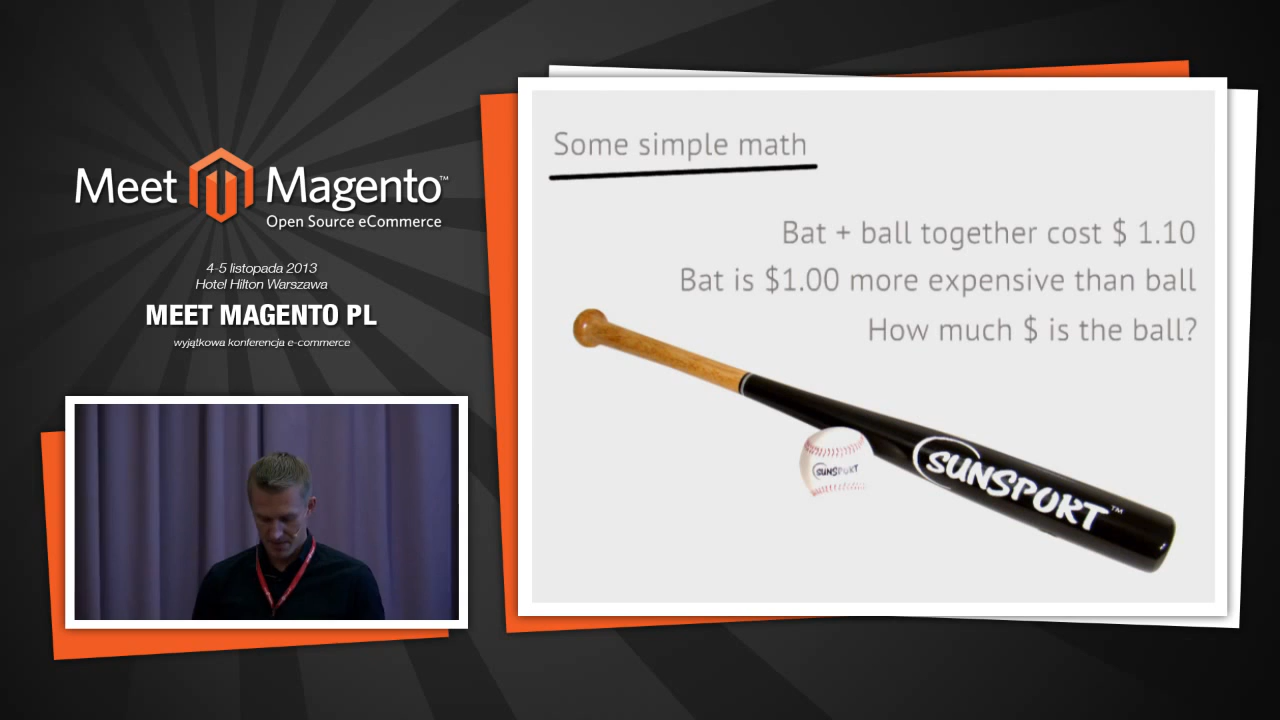 Meet Magento™
Open Source eCommerce
4-5 listopada 2013
Hotel Hilton Warszawa
MEET MAGENTO PL
wyjątkowa konferencja e-commerce
Some simple math
Bat + ball together cost $ 1.10
Bat is $1.00 more expensive than ball
How much $ is the ball?
SUNSPORT
SUNSPORT™